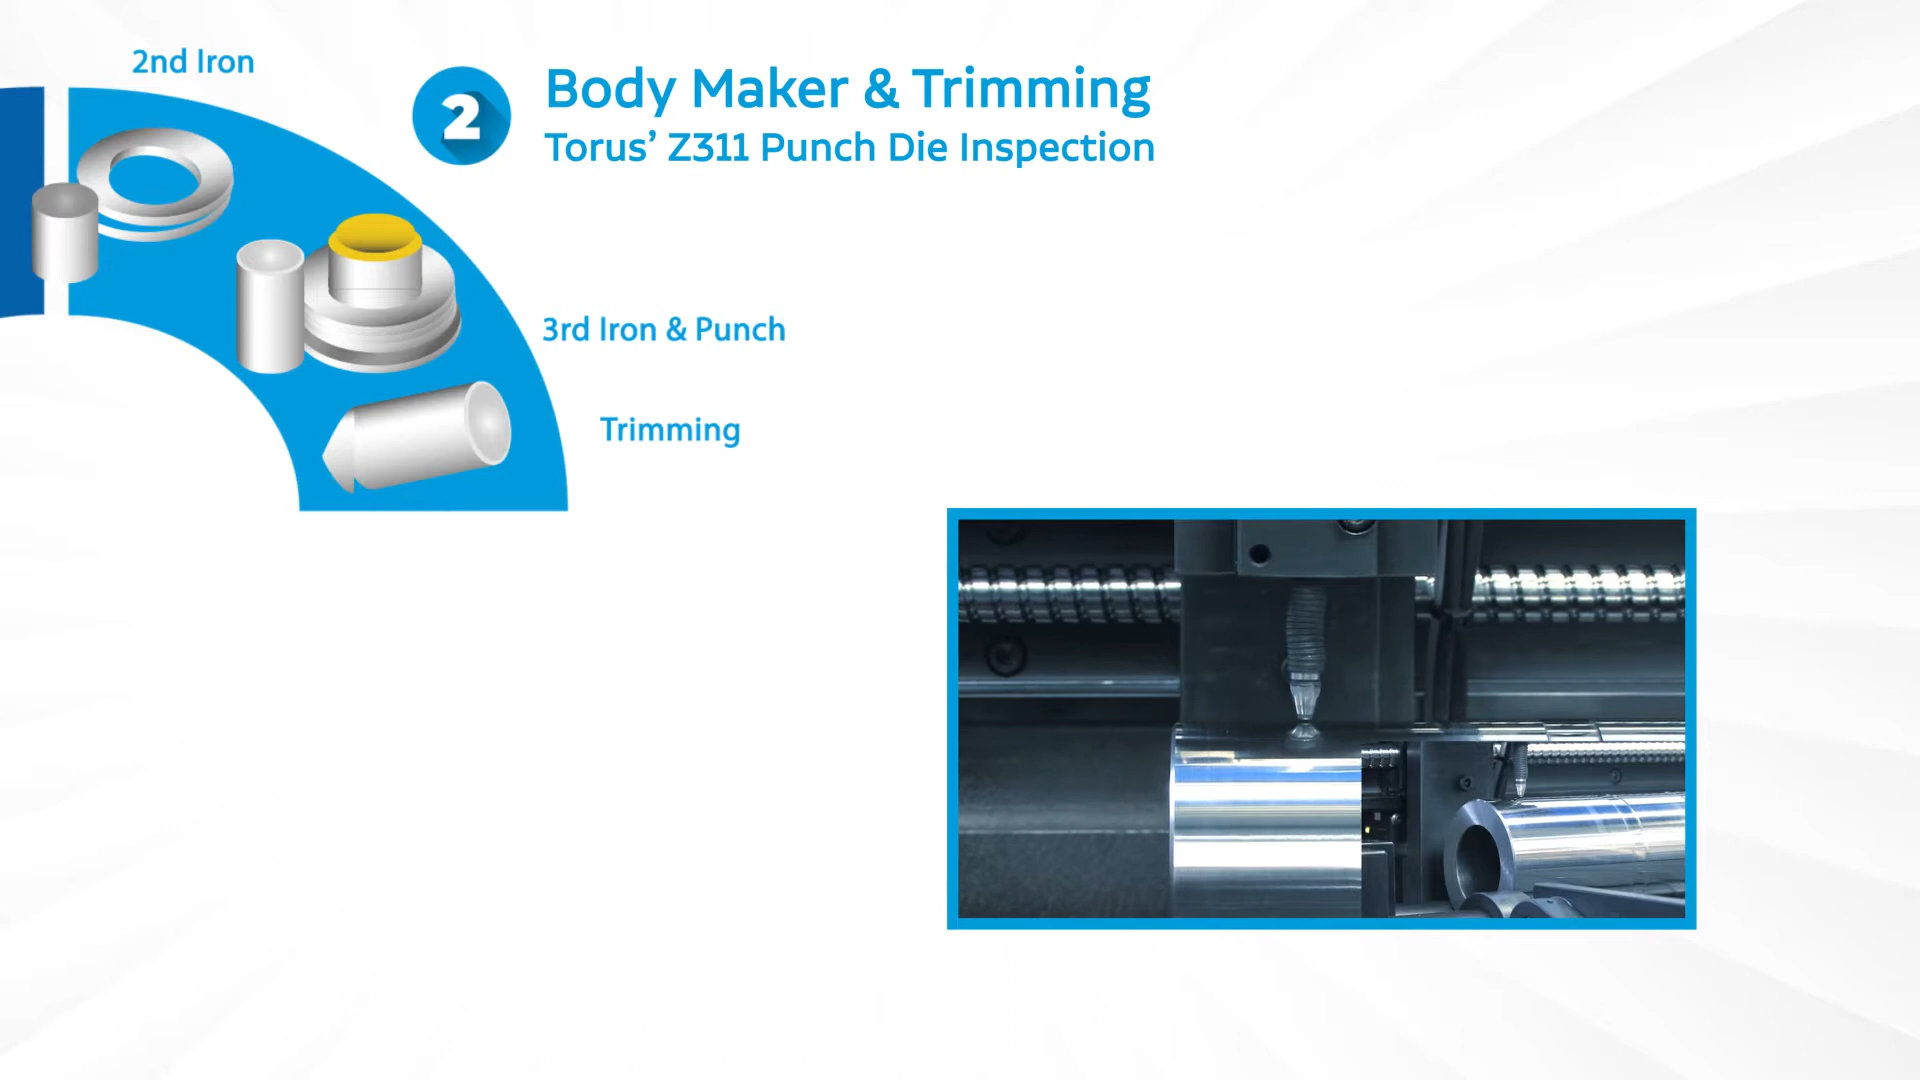 2nd Iron
2
Body Maker & Trimming
Torus’ Z311 Punch Die Inspection
3rd Iron & Punch
Trimming